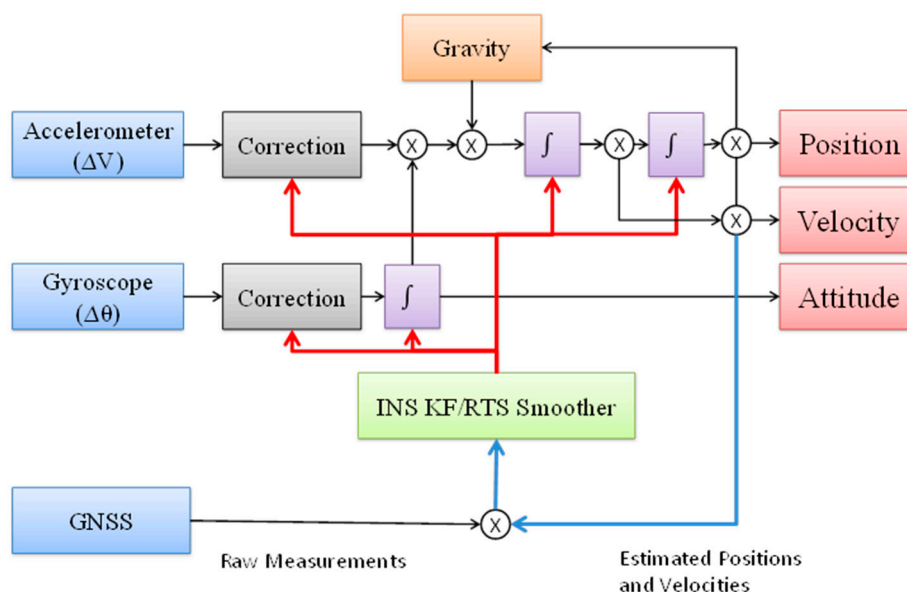 Gravity
Accelerometer
(ΔV)
Correction
X
X
∫
X
∫
X
Position
X
Velocity
Gyroscope
(Δθ)
Correction
∫
Attitude
INS KF/RTS Smoother
GNSS
X
Raw Measurements
Estimated Positions
and Velocities